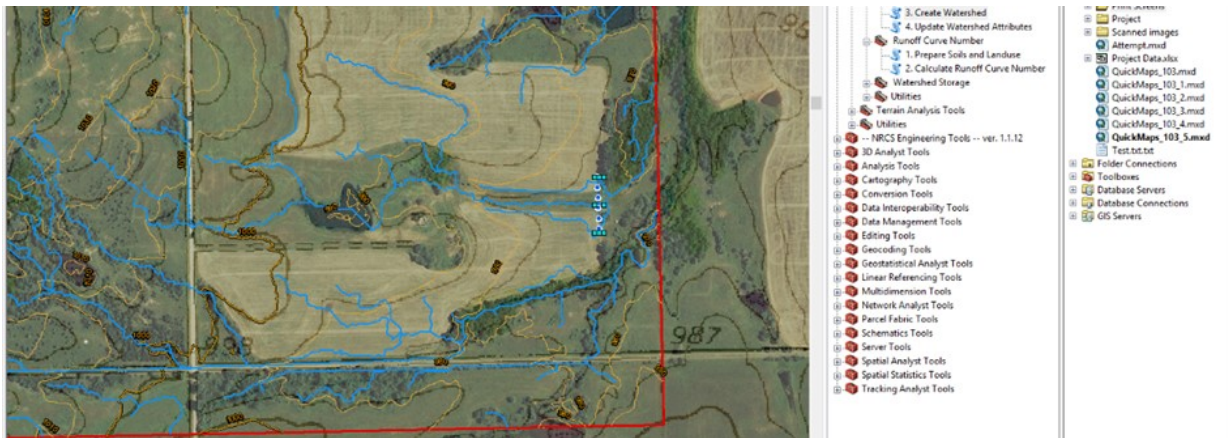 3. Create Watershed
4. Update Watershed Attributes
Runoff Curve Number
1. Prepare Soils and Landuse
2. Calculate Runoff Curve Number
Watershed Storage
Utilities
Terrain Analysis Tools
Utilities
-- NRCS Engineering Tools -- ver. 1.1.12
3D Analyst Tools
Analysis Tools
Cartography Tools
Conversion Tools
Data Interoperability Tools
Data Management Tools
Editing Tools
Geocoding Tools
Geostatistical Analyst Tools
Linear Referencing Tools
Multidimension Tools
Network Analyst Tools
Parcel Fabric Tools
Schematics Tools
Server Tools
Spatial Analyst Tools
Spatial Statistics Tools
Tracking Analyst Tools
Print Screens
Project
Scanned images
Attempt.mxd
Project Data.xlsx
QuickMaps_103.mxd
QuickMaps_103_1.mxd
QuickMaps_103_2.mxd
QuickMaps_103_3.mxd
QuickMaps_103_4.mxd
QuickMaps_103_5.mxd
Test.txt.txt
Folder Connections
Toolboxes
Database Servers
Database Connections
GIS Servers
998
987